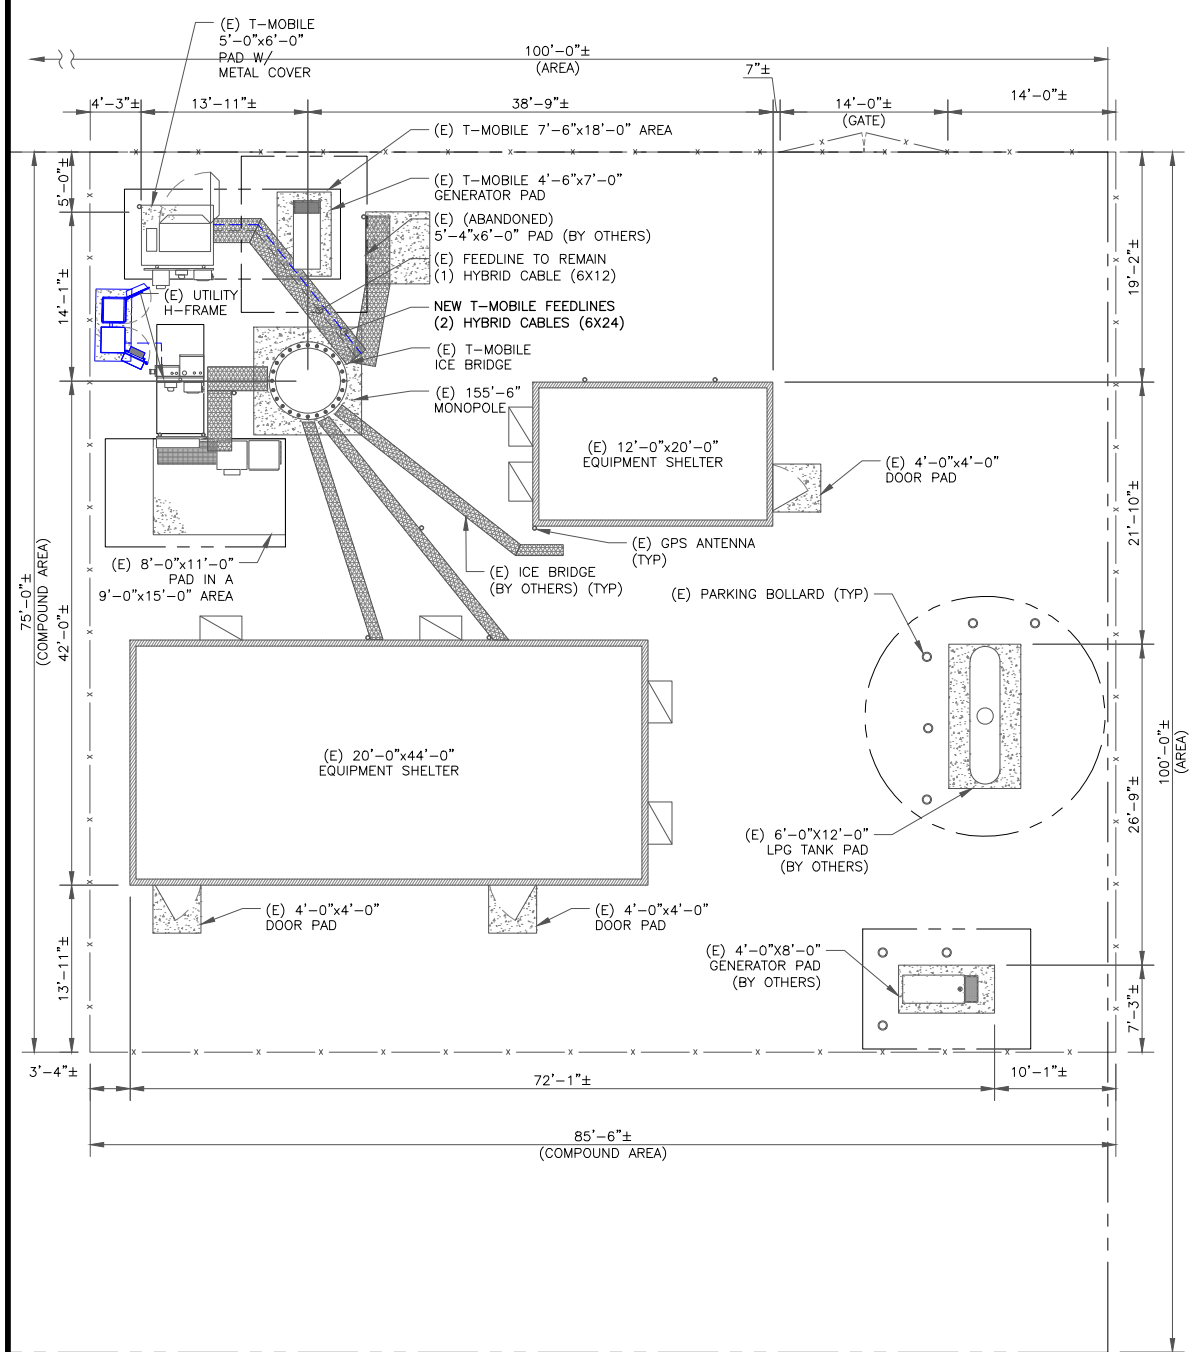 (E) T-MOBILE
5'-0"x6'-0"
PAD W/
METAL COVER
100'-0"±
(AREA)
7"±
4'-3"±
13'-11"±
38'-9"±
14'-0"±
(GATE)
14'-0"±
(E) T-MOBILE 7'-6"x18'-0" AREA
(E) T-MOBILE 4'-6"x7'-0"
GENERATOR PAD
(E) (ABANDONED)
5'-4"x6'-0" PAD (BY OTHERS)
(E) FEEDLINE TO REMAIN
(1) HYBRID CABLE (6X12)
NEW T-MOBILE FEEDLINES
(2) HYBRID CABLES (6X24)
(E) T-MOBILE
ICE BRIDGE
(E) 155'-6"
MONOPOLE
(E) UTILITY
H-FRAME
5'-0"±
14'-1"±
19'-2"±
(E) 12'-0"x20'-0"
EQUIPMENT SHELTER
(E) 4'-0"x4'-0"
DOOR PAD
21'-10"±
(E) GPS ANTENNA
(TYP)
(E) ICE BRIDGE
(BY OTHERS) (TYP)
(E) 8'-0"x11'-0"
PAD IN A
9'-0"x15'-0" AREA
75'-0"±
(COMPOUND AREA)
42'-0"±
(E) PARKING BOLLARD (TYP)
(E) 20'-0"x44'-0"
EQUIPMENT SHELTER
100'-0"±
(AREA)
26'-9"±
(E) 6'-0"X12'-0"
LPG TANK PAD
(BY OTHERS)
(E) 4'-0"x4'-0"
DOOR PAD
(E) 4'-0"x4'-0"
DOOR PAD
(E) 4'-0"X8'-0"
GENERATOR PAD
(BY OTHERS)
13'-11"±
7'-3"±
3'-4"±
72'-1"±
10'-1"±
85'-6"±
(COMPOUND AREA)